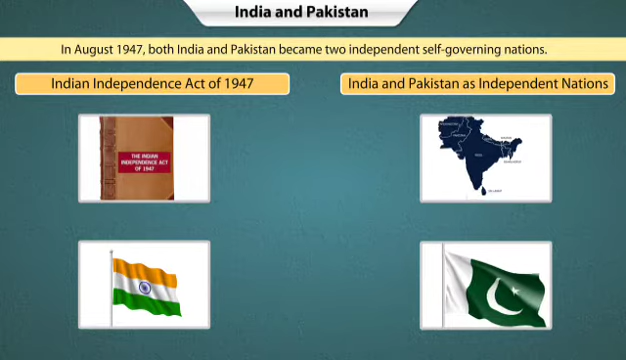 India and Pakistan
In August 1947, both India and Pakistan became two independent self-governing nations.
Indian Independence Act of 1947
India and Pakistan as Independent Nations
THE INDIAN
INDEPENDENCE ACT
OF 1947